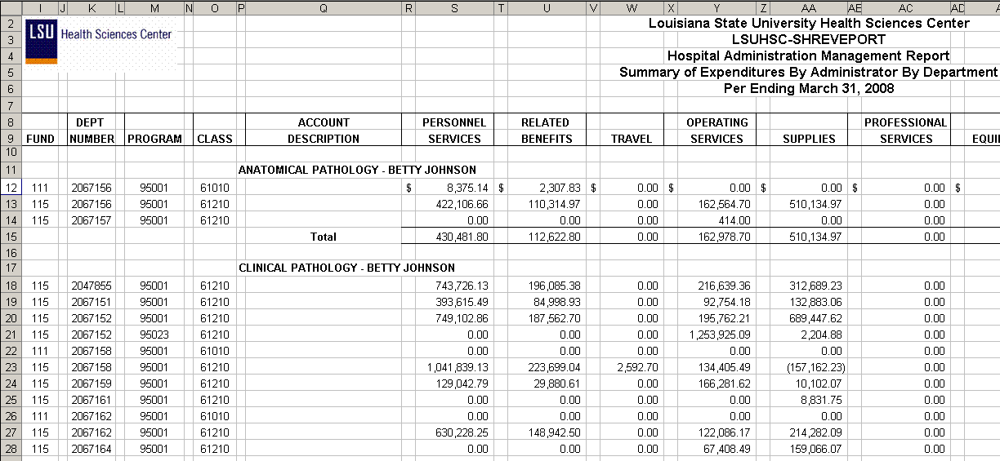 I J K L M N O P Q R S T U V W X Y Z AA AE AC AD
2 Louisiana State University Health Sciences Center
LSU Health Sciences Center
3 LSUHSC-SHREVEPORT
4 Hospital Administration Management Report
5 Summary of Expenditures By Administrator By Department
6 Per Ending March 31, 2008
7
8 DEPT ACCOUNT PERSONNEL RELATED OPERATING PROFESSIONAL
9 FUND NUMBER PROGRAM CLASS DESCRIPTION SERVICES BENEFITS TRAVEL SERVICES SUPPLIES SERVICES EQUI
10
11 ANATOMICAL PATHOLOGY - BETTY JOHNSON
12 111 2067156 95001 61010 $ 8,375.14 $ 2,307.83 $ 0.00 $ 0.00 $ 0.00 $ 0.00 $
13 115 2067156 95001 61210 422,106.66 110,314.97 0.00 162,564.70 510,134.97 0.00
14 115 2067157 95001 61210 0.00 0.00 0.00 414.00 0.00 0.00
15 Total 430,481.80 112,622.80 0.00 162,978.70 510,134.97 0.00
16
17 CLINICAL PATHOLOGY - BETTY JOHNSON
18 115 2047855 95001 61210 743,726.13 196,085.38 0.00 216,639.36 312,689.23 0.00
19 115 2067151 95001 61210 393,615.49 84,998.93 0.00 92,754.18 132,883.06 0.00
20 115 2067152 95001 61210 749,102.86 187,562.70 0.00 195,762.21 689,447.62 0.00
21 115 2067152 95023 61210 0.00 0.00 0.00 1,253,925.09 2,204.88 0.00
22 111 2067158 95001 61010 0.00 0.00 0.00 0.00 0.00 0.00
23 115 2067158 95001 61210 1,041,839.13 223,699.04 2,592.70 134,405.49 (157,162.23) 0.00
24 115 2067159 95001 61210 129,042.79 29,880.61 0.00 166,281.62 10,102.07 0.00
25 115 2067161 95001 61210 0.00 0.00 0.00 0.00 8,831.75 0.00
26 111 2067162 95001 61010 0.00 0.00 0.00 0.00 0.00 0.00
27 115 2067162 95001 61210 630,228.25 148,942.50 0.00 122,086.17 214,282.09 0.00
28 115 2067164 95001 61210 0.00 0.00 0.00 67,408.49 159,066.07 0.00